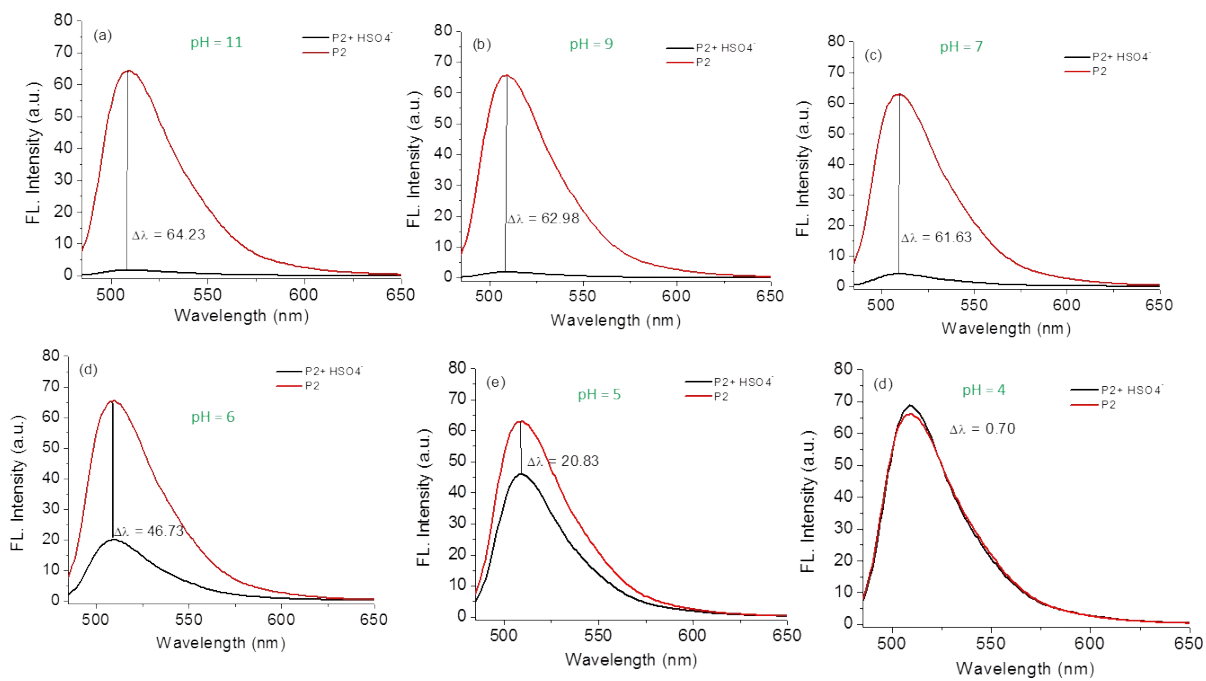 (a)
pH = 11
P2+ HSO4-
P2
80
70
60
50
40
30
20
10
0
FL. Intensity (a.u.)
Δλ = 64.23
500
550
600
650
Wavelength (nm)
(b)
pH = 9
P2+ HSO4-
P2
80
70
60
50
40
30
20
10
0
FL. Intensity (a.u.)
Δλ = 62.98
500
550
600
650
Wavelength (nm)
(c)
pH = 7
P2+ HSO4-
P2
80
70
60
50
40
30
20
10
0
FL. Intensity (a.u.)
Δλ = 61.63
500
550
600
650
Wavelength (nm)
(d)
pH = 6
P2+ HSO4-
P2
80
70
60
50
40
30
20
10
0
FL. Intensity (a.u.)
Δλ = 46.73
500
550
600
650
Wavelength (nm)
(e)
pH = 5
P2+ HSO4-
P2
80
70
60
50
40
30
20
10
0
FL. Intensity (a.u.)
Δλ = 20.83
500
550
600
650
Wavelength (nm)
(d)
pH = 4
P2+ HSO4-
P2
80
70
60
50
40
30
20
10
0
FL. Intensity (a.u.)
Δλ = 0.70
500
550
600
650
Wavelength (nm)